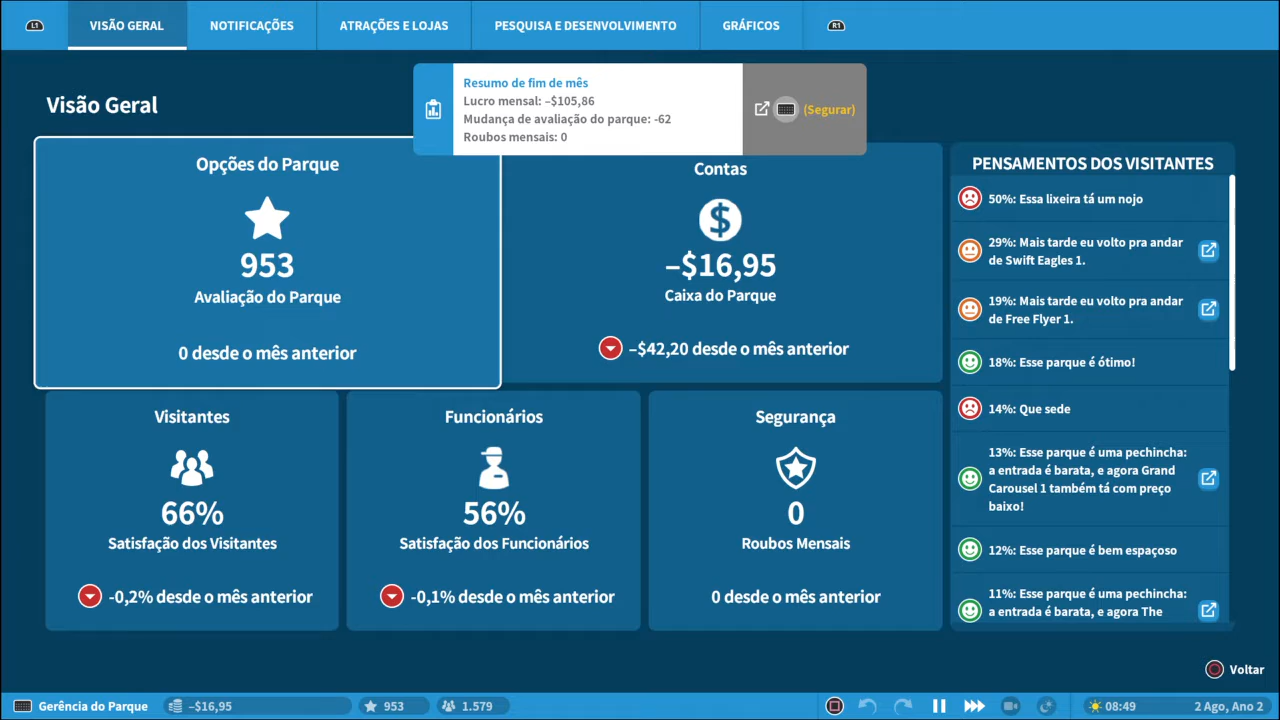 L1
VISÃO GERAL
NOTIFICAÇÕES
ATRAÇÕES E LOJAS
PESQUISA E DESENVOLVIMENTO
GRÁFICOS
R1
Visão Geral
Resumo de fim de mês
Lucro mensal: –$105,86
Mudança de avaliação do parque: -62
Roubos mensais: 0
(Segurar)
Opções do Parque
953
Avaliação do Parque
0 desde o mês anterior
Contas
$
–$16,95
Caixa do Parque
–$42,20 desde o mês anterior
Visitantes
66%
Satisfação dos Visitantes
-0,2% desde o mês anterior
Funcionários
56%
Satisfação dos Funcionários
-0,1% desde o mês anterior
Segurança
0
Roubos Mensais
0 desde o mês anterior
PENSAMENTOS DOS VISITANTES
50%: Essa lixeira tá um nojo
29%: Mais tarde eu volto pra andar
de Swift Eagles 1.
19%: Mais tarde eu volto pra andar
de Free Flyer 1.
18%: Esse parque é ótimo!
14%: Que sede
13%: Esse parque é uma pechincha:
a entrada é barata, e agora Grand
Carousel 1 também tá com preço
baixo!
12%: Esse parque é bem espaçoso
11%: Esse parque é uma pechincha:
a entrada é barata, e agora The
Voltar
Gerência do Parque
–$16,95
953
1.579
08:49
2 Ago, Ano 2